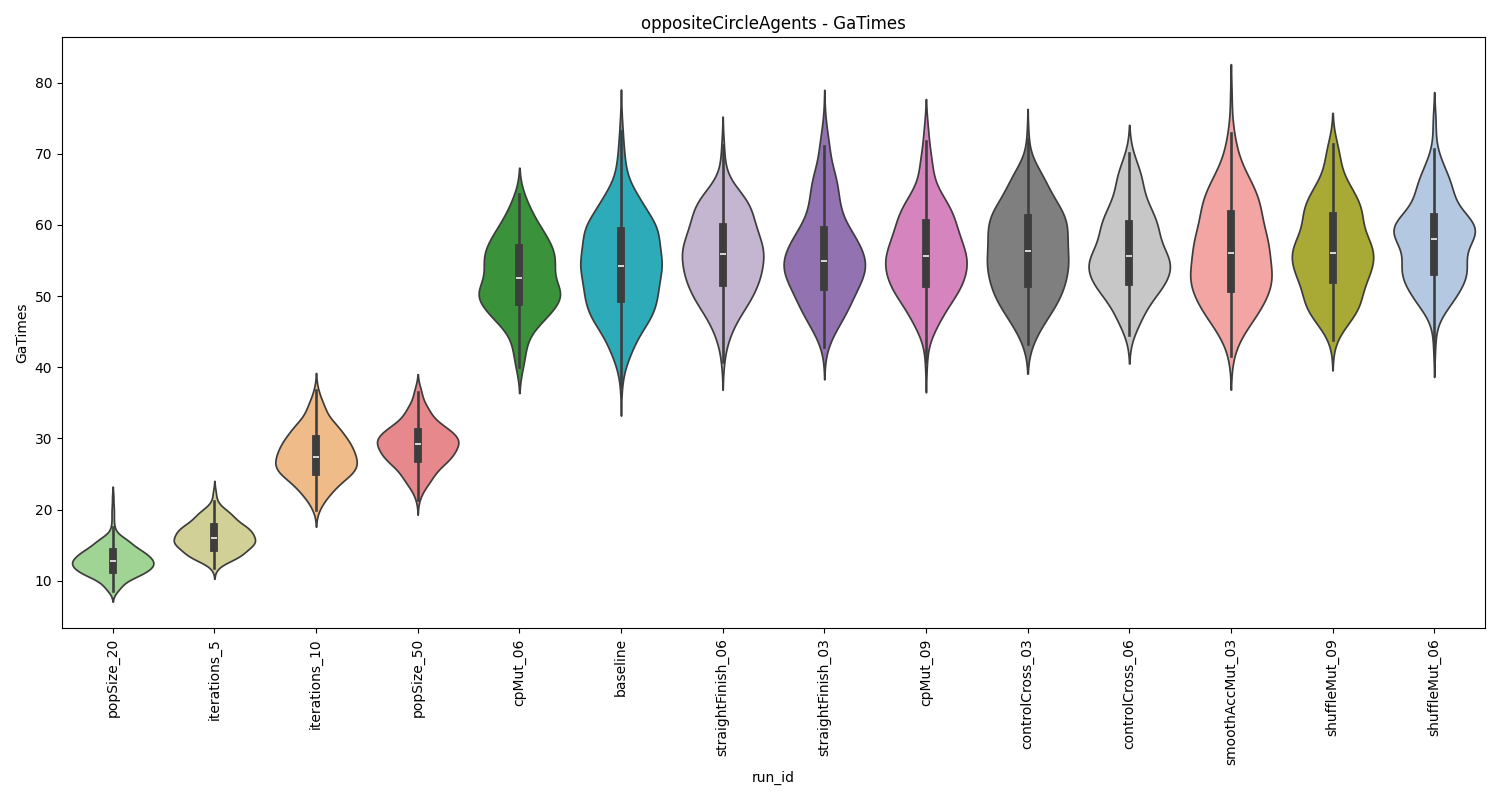 oppositeCircleAgents - GaTimes
GaTimes
80
70
60
50
40
30
20
10
popSize_20
iterations_5
iterations_10
popSize_50
cpMut_06
baseline
straightFinish_06
straightFinish_03
cpMut_09
controlCross_03
controlCross_06
smoothAccMut_03
shuffleMut_09
shuffleMut_06
run_id